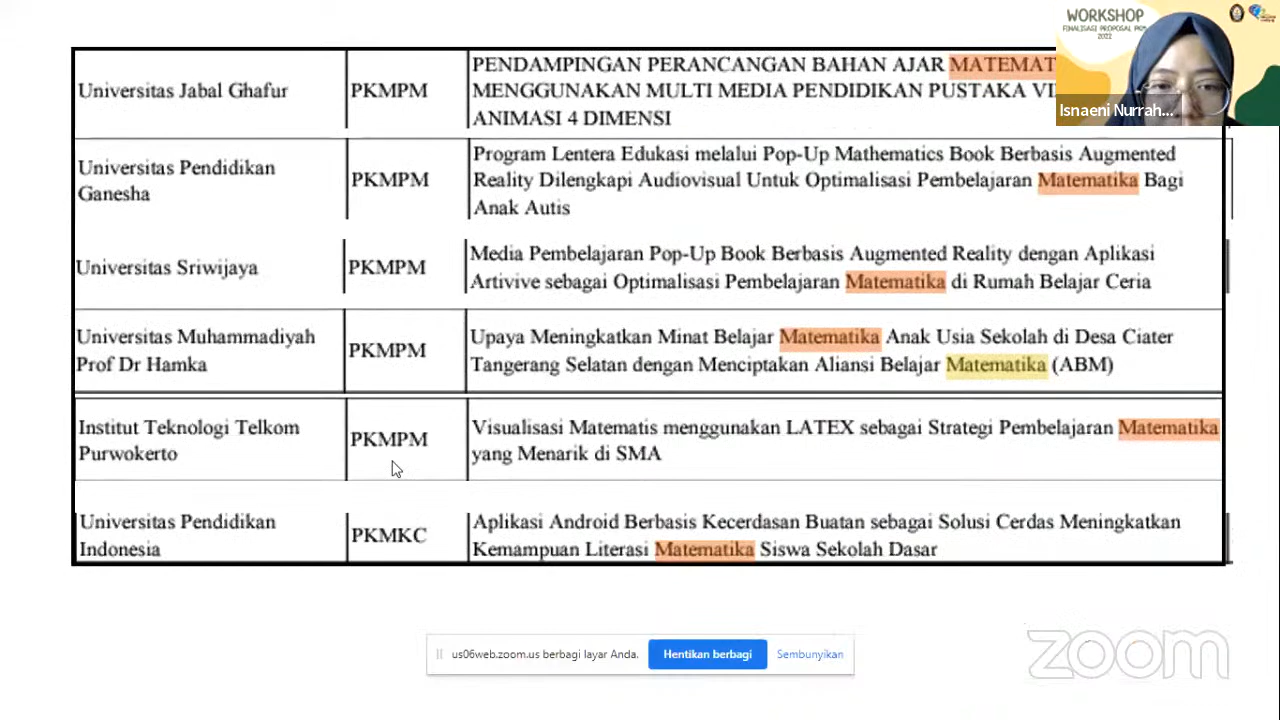 WORKSHOP
FINALISASI PROPOSAL PKM
2022
Isnaeni Nurrah...
Universitas Jabal Ghafur
PKMPM
PENDAMPINGAN PERANCANGAN BAHAN AJAR MATEMAT
MENGGUNAKAN MULTI MEDIA PENDIDIKAN PUSTAKA VI
ANIMASI 4 DIMENSI
Universitas Pendidikan
Ganesha
PKMPM
Program Lentera Edukasi melalui Pop-Up Mathematics Book Berbasis Augmented
Reality Dilengkapi Audiovisual Untuk Optimalisasi Pembelajaran Matematika Bagi
Anak Autis
Universitas Sriwijaya
PKMPM
Media Pembelajaran Pop-Up Book Berbasis Augmented Reality dengan Aplikasi
Artivive sebagai Optimalisasi Pembelajaran Matematika di Rumah Belajar Ceria
Universitas Muhammadiyah
Prof Dr Hamka
PKMPM
Upaya Meningkatkan Minat Belajar Matematika Anak Usia Sekolah di Desa Ciater
Tangerang Selatan dengan Menciptakan Aliansi Belajar Matematika (ABM)
Institut Teknologi Telkom
Purwokerto
PKMPM
Visualisasi Matematis menggunakan LATEX sebagai Strategi Pembelajaran Matematika
yang Menarik di SMA
Universitas Pendidikan
Indonesia
PKMKC
Aplikasi Android Berbasis Kecerdasan Buatan sebagai Solusi Cerdas Meningkatkan
Kemampuan Literasi Matematika Siswa Sekolah Dasar
us06web.zoom.us berbagi layar Anda.
Hentikan berbagi
Sembunyikan
zoom